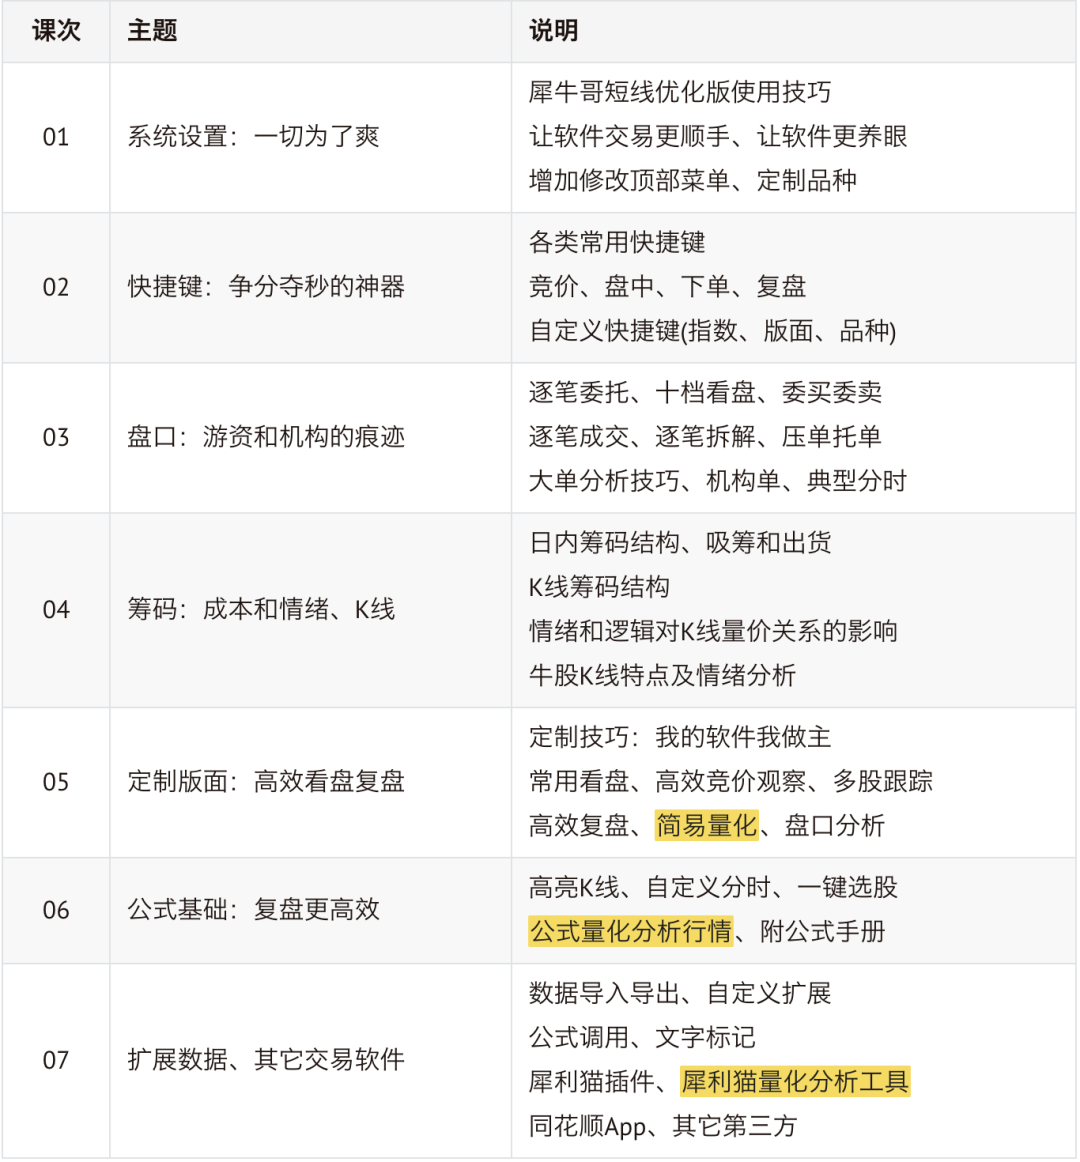 课次 主题 说明
01 系统设置：一切为了爽
犀牛哥短线优化版使用技巧
让软件交易更顺手、让软件更养眼
增加修改顶部菜单、定制品种
02 快捷键：争分夺秒的神器
各类常用快捷键
竞价、盘中、下单、复盘
自定义快捷键(指数、版面、品种)
03 盘口：游资和机构的痕迹
逐笔委托、十档看盘、委买委卖
逐笔成交、逐笔拆解、压单托单
大单分析技巧、机构单、典型分时
04 筹码：成本和情绪、K线
日内筹码结构、吸筹和出货
K线筹码结构
情绪和逻辑对K线量价关系的影响
牛股K线特点及情绪分析
05 定制版面：高效看盘复盘
定制技巧：我的软件我做主
常用看盘、高效竞价观察、多股跟踪
高效复盘、简易量化、盘口分析
06 公式基础：复盘更高效
高亮K线、自定义分时、一键选股
公式量化分析行情、附公式手册
07 扩展数据、其它交易软件
数据导入导出、自定义扩展
公式调用、文字标记
犀利猫插件、犀利猫量化分析工具
同花顺App、其它第三方